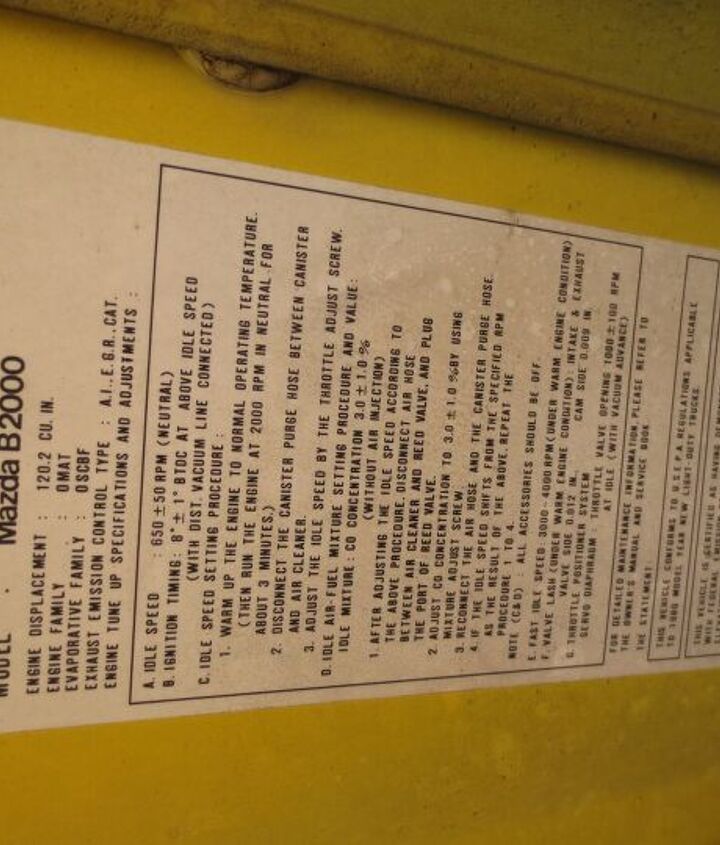 MODEL : Mazda B2000
ENGINE DISPLACEMENT : 120.2 CU. IN.
ENGINE FAMILY : OMAT
EVAPORATIVE FAMILY : OSCBF
EXHAUST EMISSION CONTROL TYPE : A.I., E.G.R., CAT.
ENGINE TUNE UP SPECIFICATIONS AND ADJUSTMENTS :
A. IDLE SPEED : 650±50 RPM (NEUTRAL)
B. IGNITION TIMING: 8°±1° BTDC AT ABOVE IDLE SPEED
(WITH DIST. VACUUM LINE CONNECTED)
C. IDLE SPEED SETTING PROCEDURE :
1. WARM UP THE ENGINE TO NORMAL OPERATING TEMPERATURE.
(THEN RUN THE ENGINE AT 2000 RPM IN NEUTRAL FOR
ABOUT 3 MINUTES.)
2. DISCONNECT THE CANISTER PURGE HOSE BETWEEN CANISTER
AND AIR CLEANER.
3. ADJUST THE IDLE SPEED BY THE THROTTLE ADJUST SCREW.
D. IDLE AIR-FUEL MIXTURE SETTING PROCEDURE AND VALUE:
IDLE MIXTURE : CO CONCENTRATION 3.0±1.0 %
(WITHOUT AIR INJECTION)
1. AFTER ADJUSTING THE IDLE SPEED ACCORDING TO
THE ABOVE PROCEDURE, DISCONNECT AIR HOSE
BETWEEN AIR CLEANER AND REED VALVE, AND PLUG
THE PORT OF REED VALVE.
2. ADJUST CO CONCENTRATION TO 3.0±1.0 % BY USING
MIXTURE ADJUST SCREW.
3. RECONNECT THE AIR HOSE AND THE CANISTER PURGE HOSE.
4. IF THE IDLE SPEED SHIFTS FROM THE SPECIFIED RPM
AS THE RESULT OF THE ABOVE, REPEAT THE
PROCEDURE 1 TO 4.
NOTE (C&D) : ALL ACCESSORIES SHOULD BE OFF.
E. FAST IDLE SPEED 3000-4000 RPM (UNDER WARM ENGINE CONDITION)
F. VALVE LASH (UNDER WARM ENGINE CONDITION): INTAKE & EXHAUST
VALVE SIDE 0.012 IN., CAM SIDE 0.009 IN.
G. THROTTLE POSITIONER SYSTEM
SERVO DIAPHRAGM : THROTTLE VALVE OPENING 1000±100 RPM
AT IDLE (WITH VACUUM ADVANCE)
FOR DETAILED MAINTENANCE INFORMATION, PLEASE REFER TO
THE OWNER'S MANUAL AND SERVICE BOOK.
THE STATEMENT
THIS VEHICLE CONFORMS TO U.S.E.P.A. REGULATIONS APPLICABLE
TO 1980 MODEL YEAR NEW LIGHT-DUTY TRUCKS.
THIS VEHICLE IS CERTIFIED AS HAVING
WITH FEDERAL